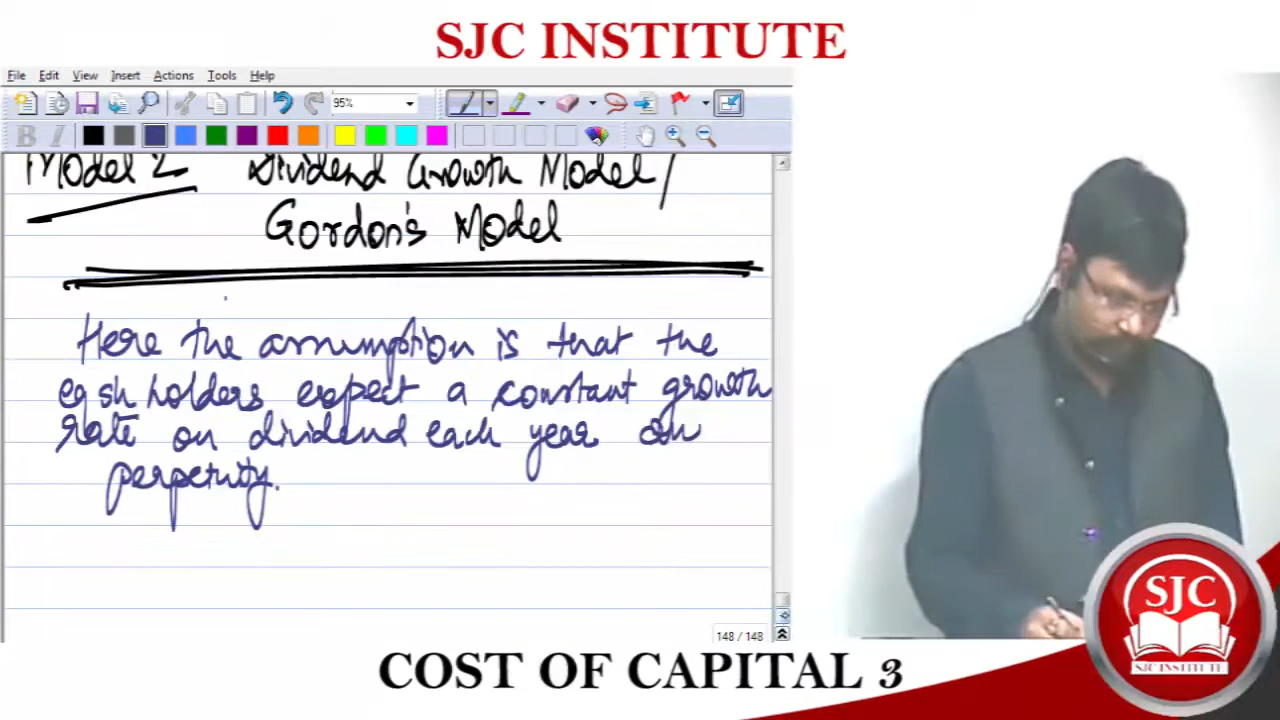 SJC INSTITUTE
File Edit View Insert Actions Tools Help
95%
B I
Model 2 Dividend Growth Model /
Gordon's Model
Here the assumption is that the
eq sh holders expect a constant growth
rate on dividend each year on
perpetuity.
148 / 148
SJC
SJC INSTITUTE
COST OF CAPITAL 3